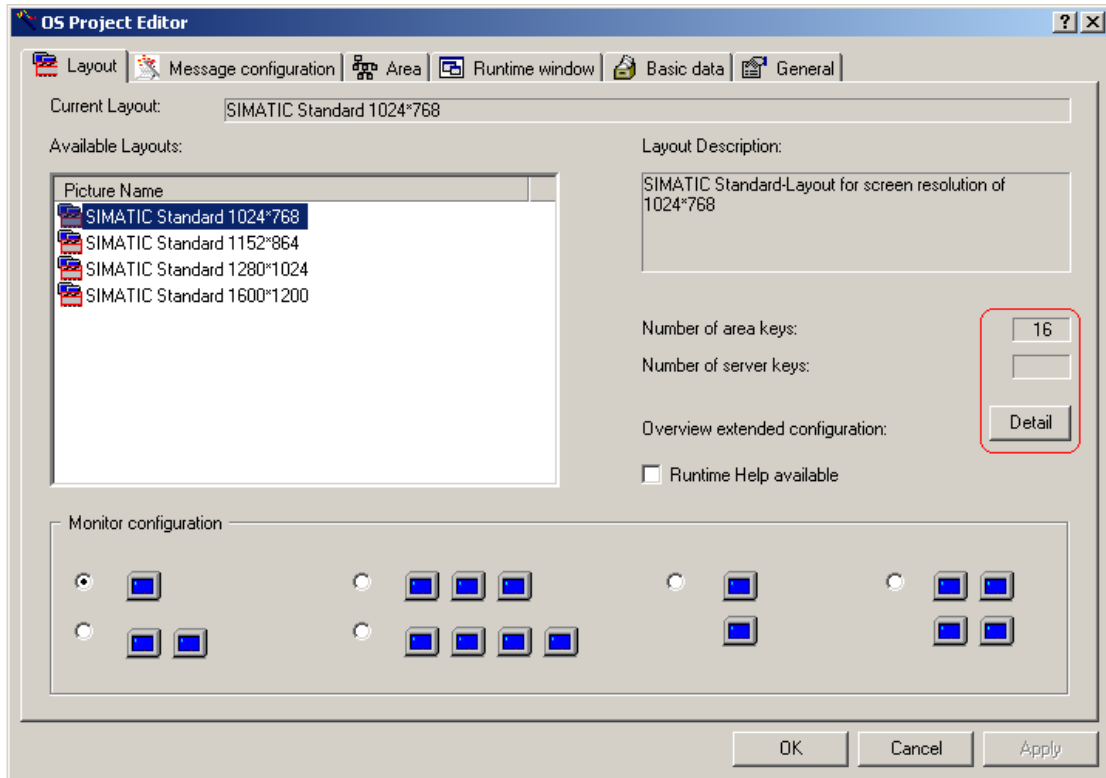 OS Project Editor
Layout Message configuration Area Runtime window Basic data General
Current Layout: SIMATIC Standard 1024*768
Available Layouts:
Picture Name
SIMATIC Standard 1024*768
SIMATIC Standard 1152*864
SIMATIC Standard 1280*1024
SIMATIC Standard 1600*1200
Layout Description:
SIMATIC Standard-Layout for screen resolution of
1024*768
Number of area keys: 16
Number of server keys:
Overview extended configuration: Detail
Runtime Help available
Monitor configuration
OK Cancel Apply